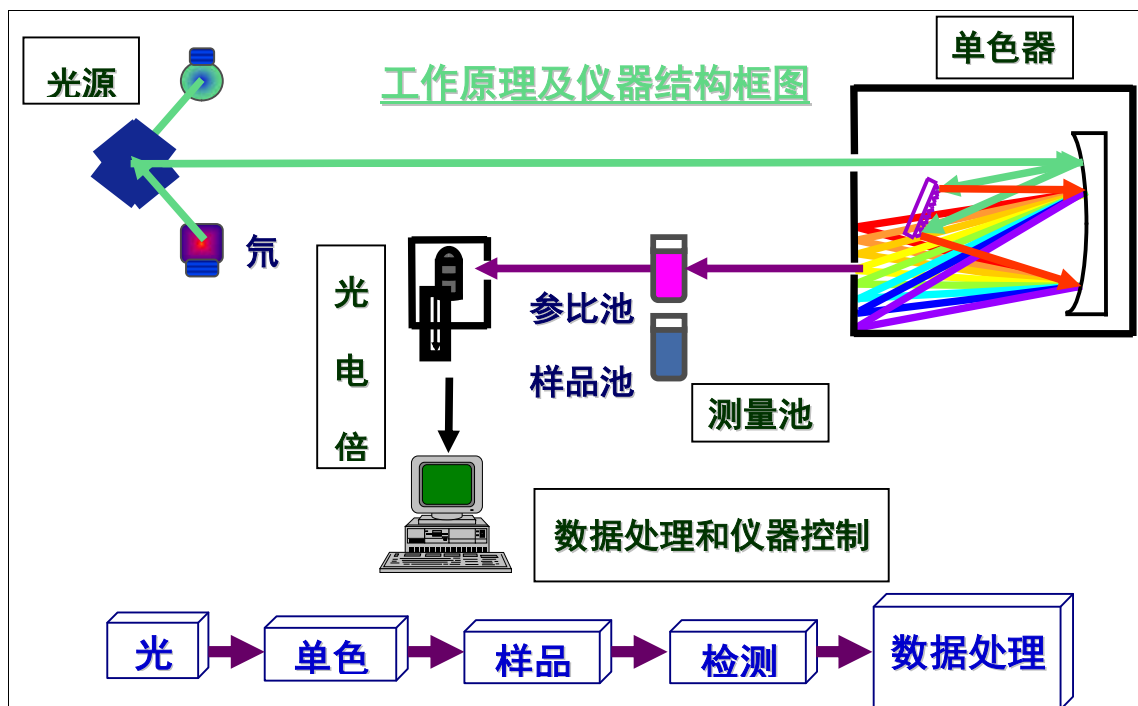 光源
工作原理及仪器结构框图
单色器
氘
光
电
倍
参比池
样品池
测量池
数据处理和仪器控制
光
单色
样品
检测
数据处理